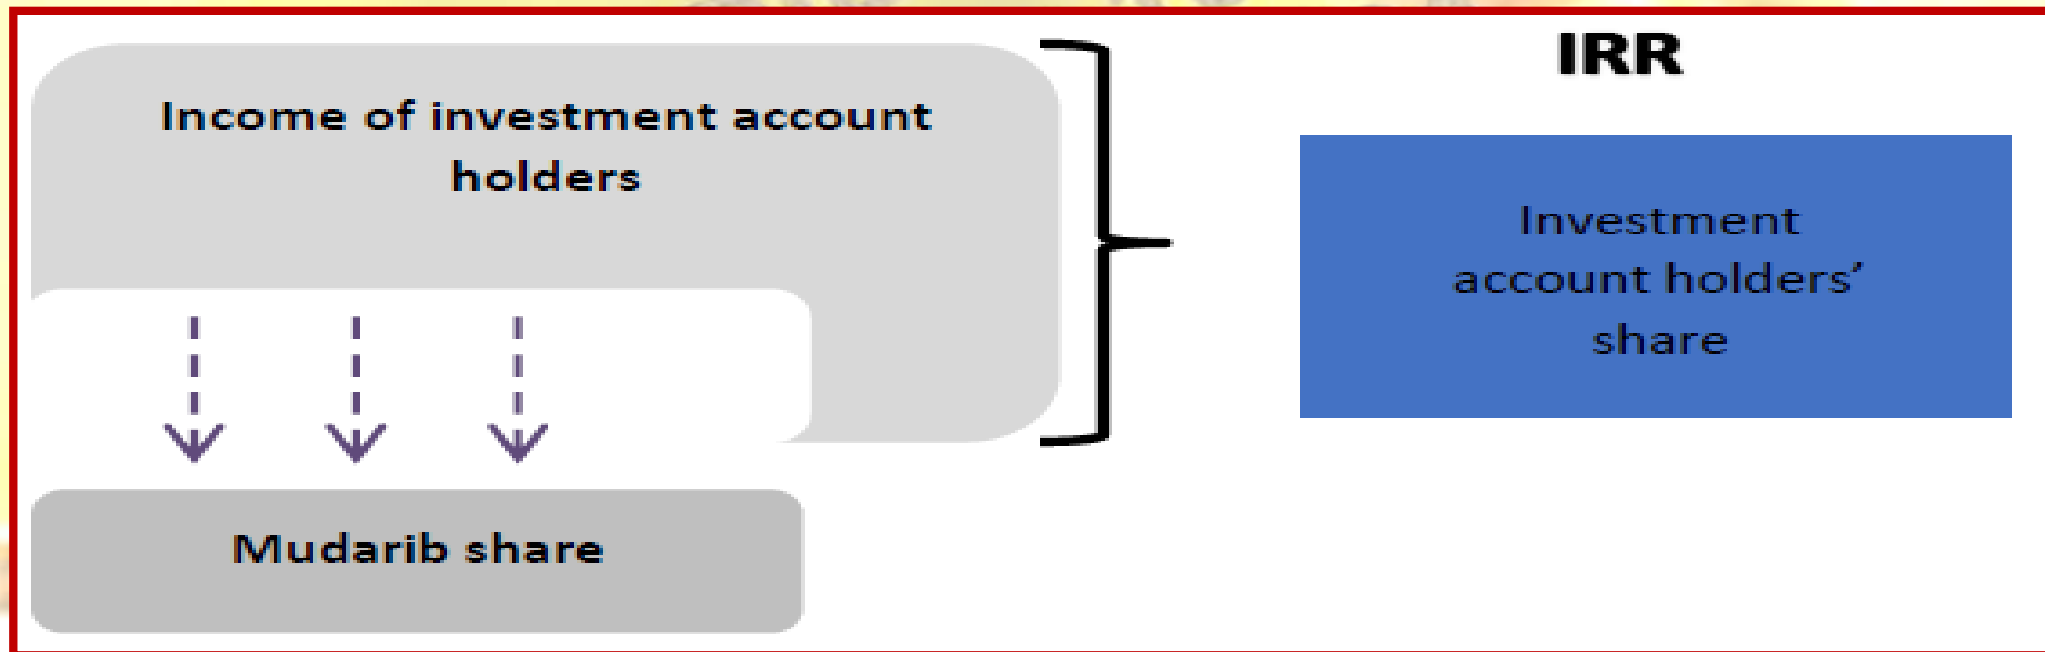 Income of investment account
holders
Mudarib share
IRR
Investment
account holders’
share